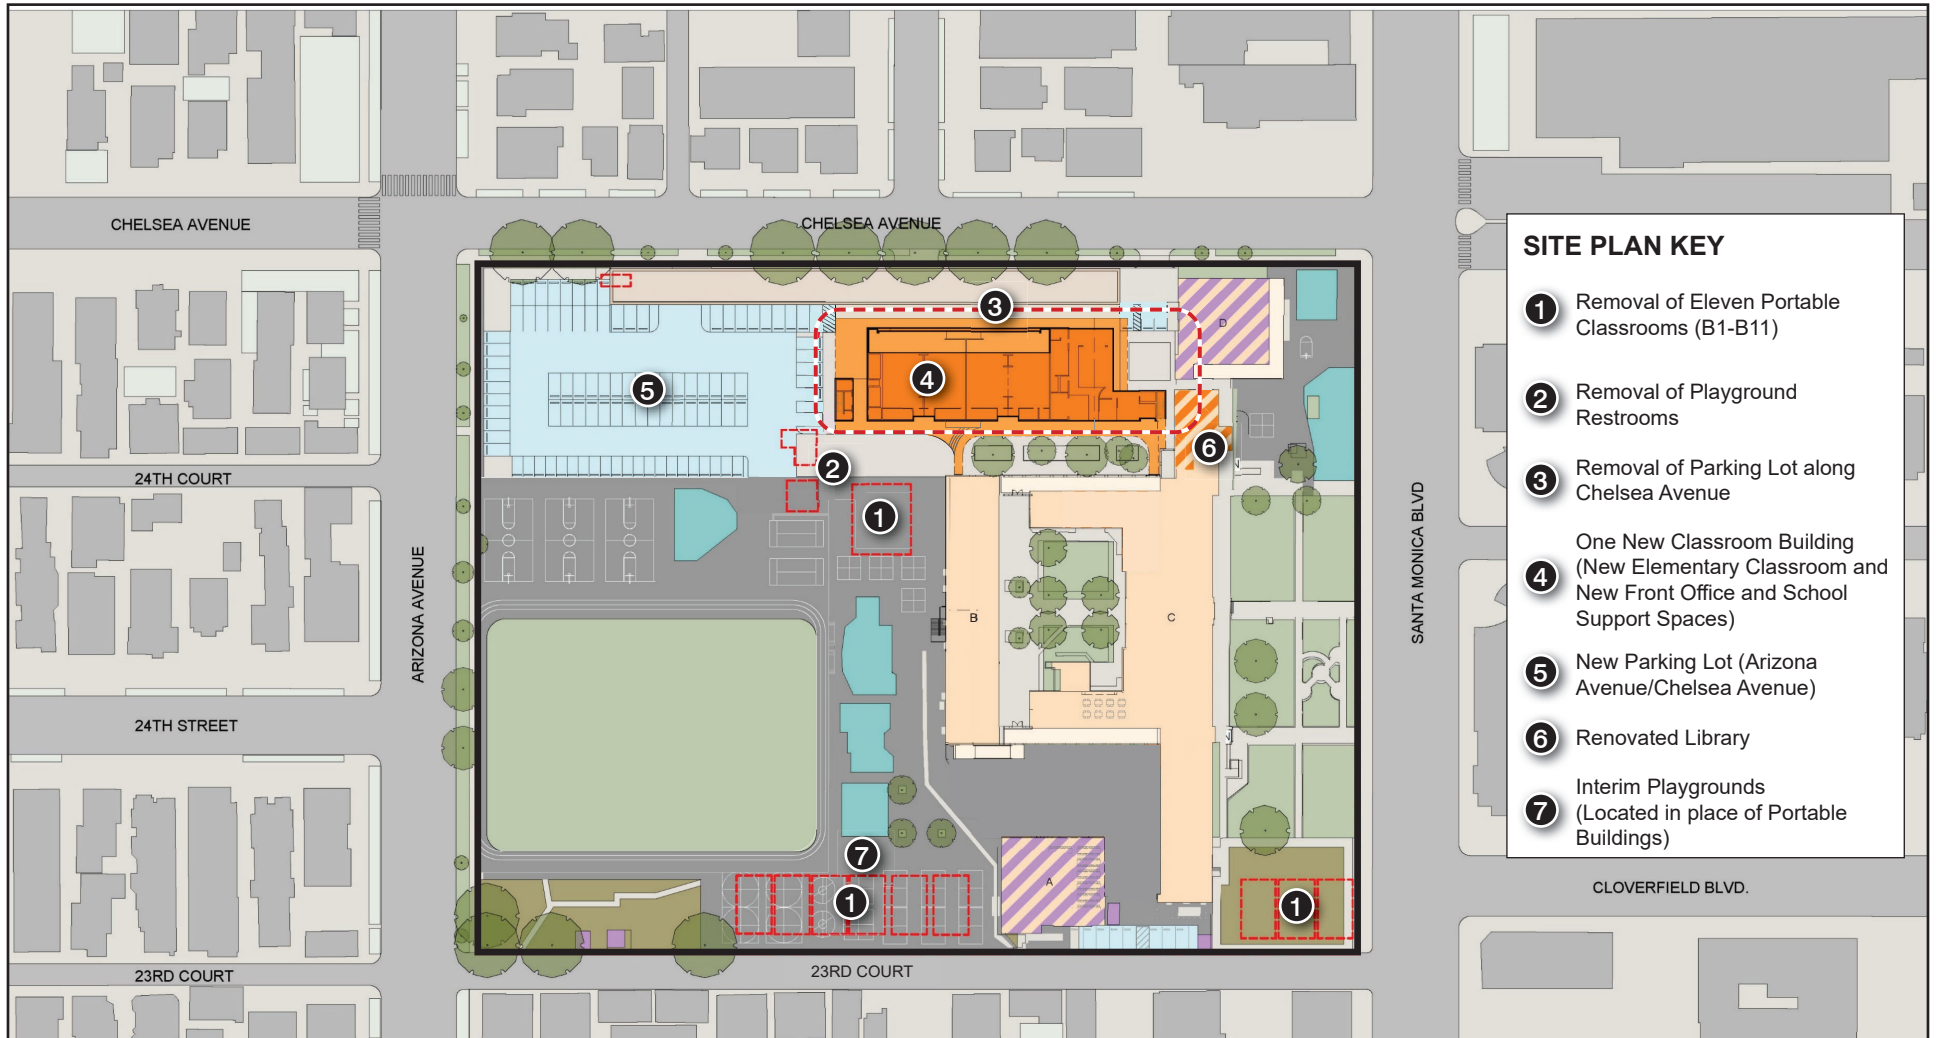 CHELSEA AVENUE
CHELSEA AVENUE
24TH COURT
24TH STREET
23RD COURT
23RD COURT
ARIZONA AVENUE
SANTA MONICA BLVD
CLOVERFIELD BLVD.
3
4
5
6
2
1
7
1
1
D
B
C
A
SITE PLAN KEY
1 Removal of Eleven Portable
Classrooms (B1-B11)
2 Removal of Playground
Restrooms
3 Removal of Parking Lot along
Chelsea Avenue
4 One New Classroom Building
(New Elementary Classroom and
New Front Office and School
Support Spaces)
5 New Parking Lot (Arizona
Avenue/Chelsea Avenue)
6 Renovated Library
7 Interim Playgrounds
(Located in place of Portable
Buildings)